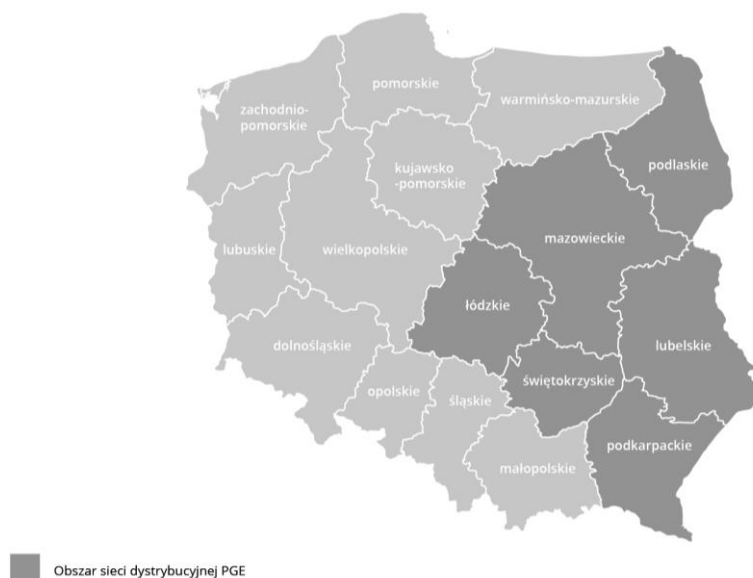 pomorskie
warmińsko-mazurskie
zachodnio-
pomorskie
podlaskie
kujawsko
-pomorskie
mazowieckie
lubuskie
wielkopolskie
łódzkie
dolnośląskie
lubelskie
świętokrzyskie
opolskie
śląskie
podkarpackie
małopolskie
Obszar sieci dystrybucyjnej PGE